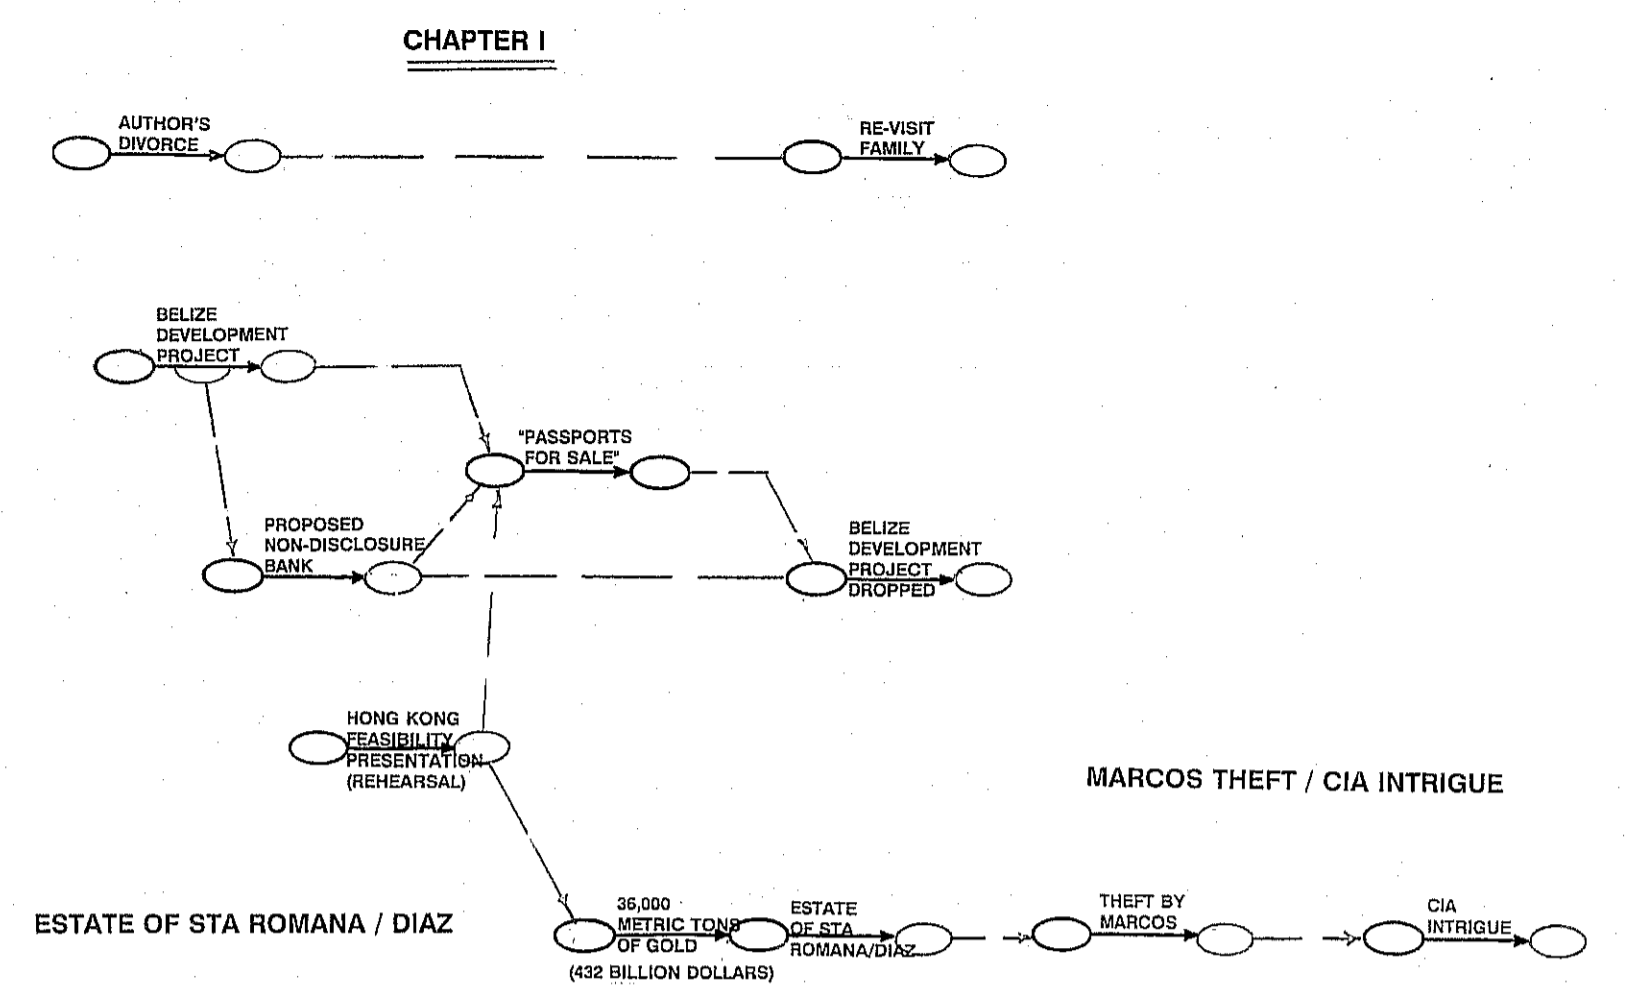 CHAPTER I
AUTHOR'S
DIVORCE
RE-VISIT
FAMILY
BELIZE
DEVELOPMENT
PROJECT
"PASSPORTS
FOR SALE"
PROPOSED
NON-DISCLOSURE
BANK
BELIZE
DEVELOPMENT
PROJECT
DROPPED
HONG KONG
FEASIBILITY
PRESENTATION
(REHEARSAL)
MARCOS THEFT / CIA INTRIGUE
ESTATE OF STA ROMANA / DIAZ
36,000
METRIC TONS
OF GOLD
(432 BILLION DOLLARS)
ESTATE
OF STA
ROMANA/DIAZ
THEFT BY
MARCOS
CIA
INTRIGUE